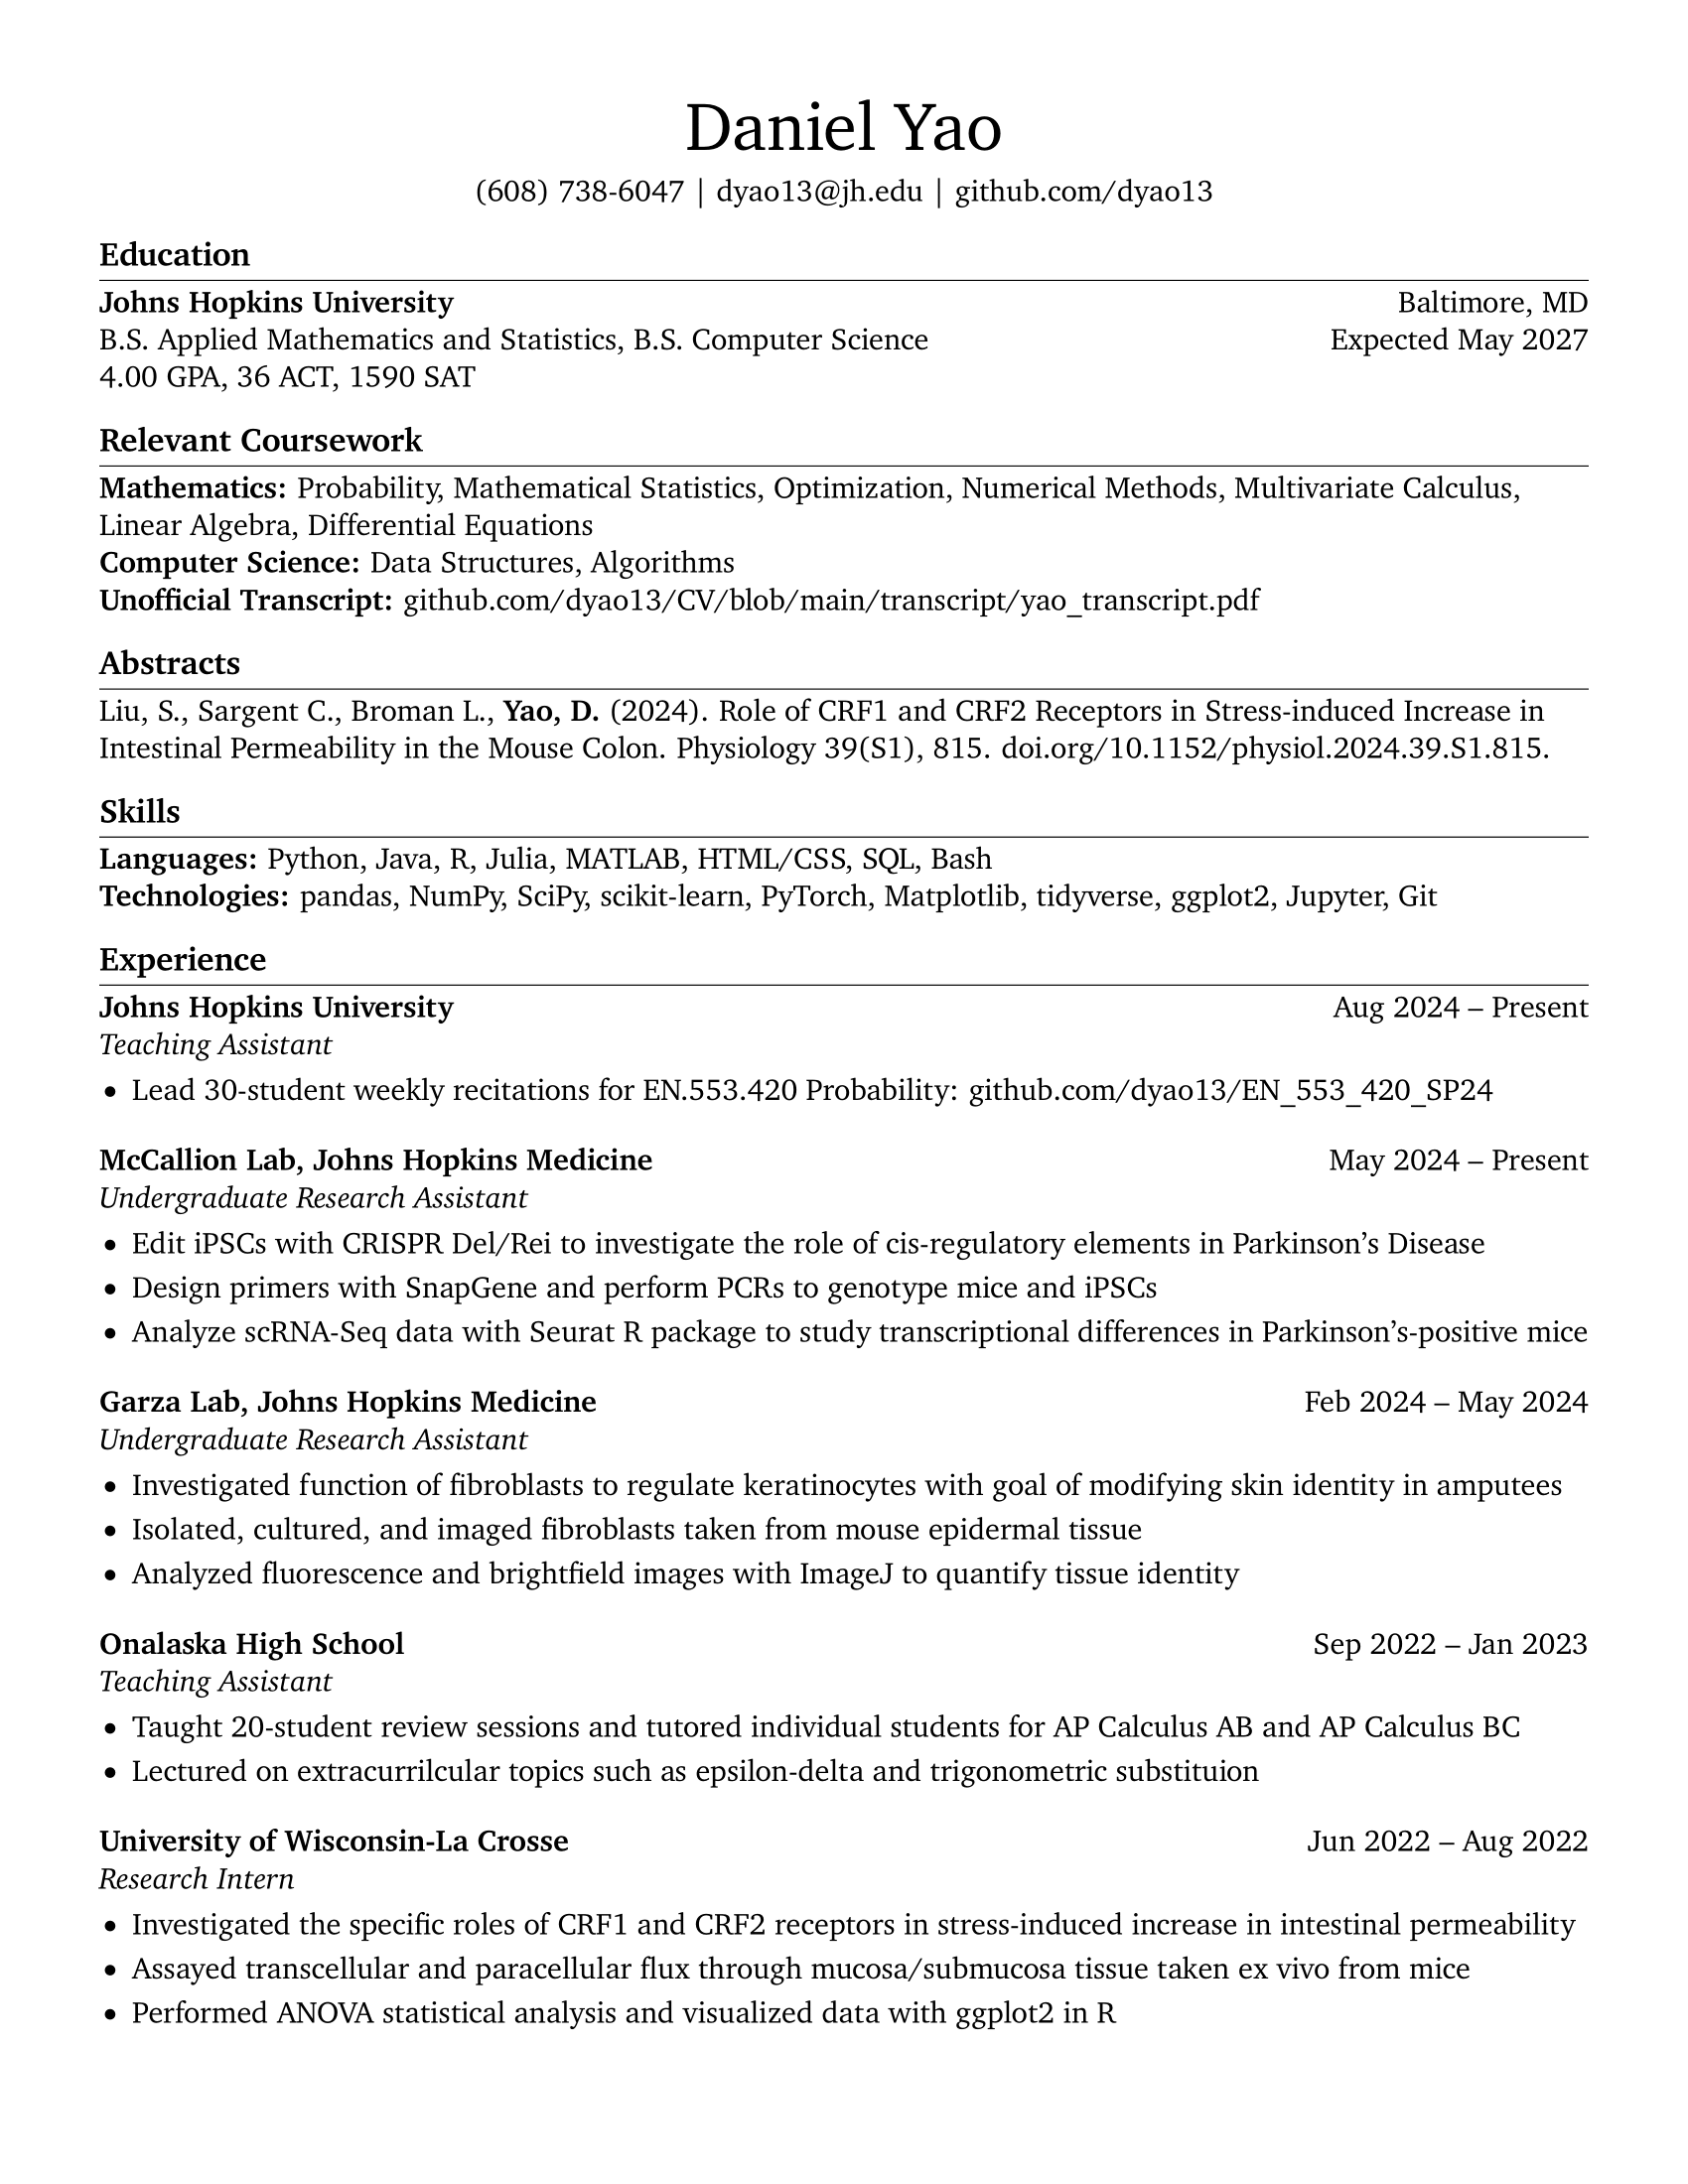 Daniel Yao
(608) 738-6047 | dyao13@jh.edu | github.com/dyao13
Education
Johns Hopkins University Baltimore, MD
B.S. Applied Mathematics and Statistics, B.S. Computer Science Expected May 2027
4.00 GPA, 36 ACT, 1590 SAT
Relevant Coursework
Mathematics: Probability, Mathematical Statistics, Optimization, Numerical Methods, Multivariate Calculus,
Linear Algebra, Differential Equations
Computer Science: Data Structures, Algorithms
Unofficial Transcript: github.com/dyao13/CV/blob/main/transcript/yao_transcript.pdf
Abstracts
Liu, S., Sargent C., Broman L., Yao, D. (2024). Role of CRF1 and CRF2 Receptors in Stress-induced Increase in
Intestinal Permeability in the Mouse Colon. Physiology 39(S1), 815. doi.org/10.1152/physiol.2024.39.S1.815.
Skills
Languages: Python, Java, R, Julia, MATLAB, HTML/CSS, SQL, Bash
Technologies: pandas, NumPy, SciPy, scikit-learn, PyTorch, Matplotlib, tidyverse, ggplot2, Jupyter, Git
Experience
Johns Hopkins University Aug 2024 – Present
Teaching Assistant
• Lead 30-student weekly recitations for EN.553.420 Probability: github.com/dyao13/EN_553_420_SP24
McCallion Lab, Johns Hopkins Medicine May 2024 – Present
Undergraduate Research Assistant
• Edit iPSCs with CRISPR Del/Rei to investigate the role of cis-regulatory elements in Parkinson’s Disease
• Design primers with SnapGene and perform PCRs to genotype mice and iPSCs
• Analyze scRNA-Seq data with Seurat R package to study transcriptional differences in Parkinson’s-positive mice
Garza Lab, Johns Hopkins Medicine Feb 2024 – May 2024
Undergraduate Research Assistant
• Investigated function of fibroblasts to regulate keratinocytes with goal of modifying skin identity in amputees
• Isolated, cultured, and imaged fibroblasts taken from mouse epidermal tissue
• Analyzed fluorescence and brightfield images with ImageJ to quantify tissue identity
Onalaska High School Sep 2022 – Jan 2023
Teaching Assistant
• Taught 20-student review sessions and tutored individual students for AP Calculus AB and AP Calculus BC
• Lectured on extracurrilcular topics such as epsilon-delta and trigonometric substituion
University of Wisconsin-La Crosse Jun 2022 – Aug 2022
Research Intern
• Investigated the specific roles of CRF1 and CRF2 receptors in stress-induced increase in intestinal permeability
• Assayed transcellular and paracellular flux through mucosa/submucosa tissue taken ex vivo from mice
• Performed ANOVA statistical analysis and visualized data with ggplot2 in R